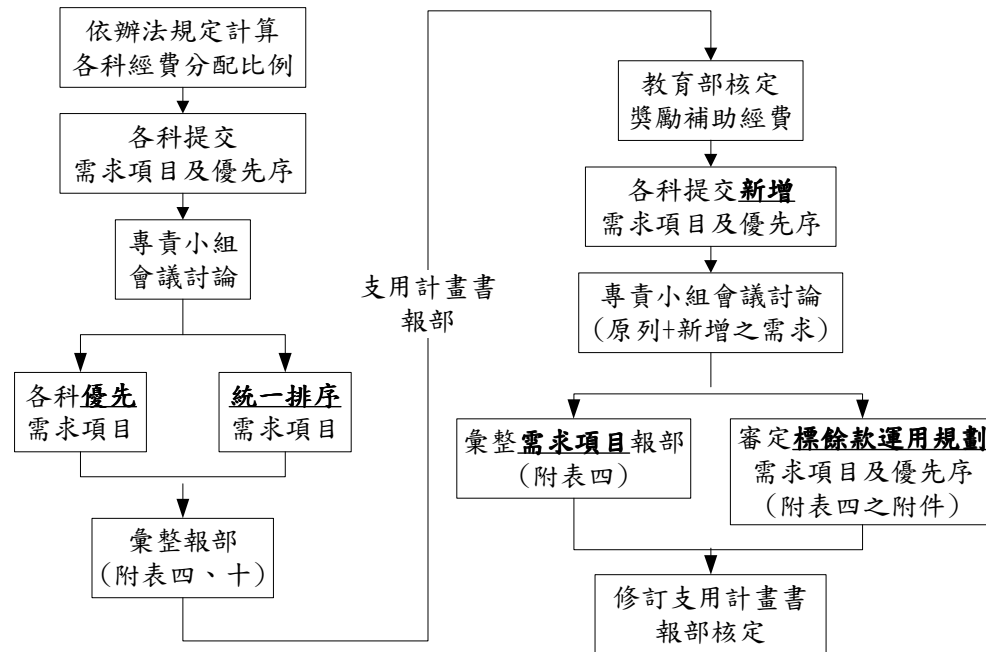 依辦法規定計算
各科經費分配比例
各科提交
需求項目及優先序
專責小組
會議討論
各科優先
需求項目
統一排序
需求項目
彙整報部
（附表四、十）
支用計畫書
報部
教育部核定
獎勵補助經費
各科提交新增
需求項目及優先序
專責小組會議討論
（原列+新增之需求）
彙整需求項目報部
（附表四）
審定標餘款運用規劃
需求項目及優先序
（附表四之附件）
修訂支用計畫書
報部核定